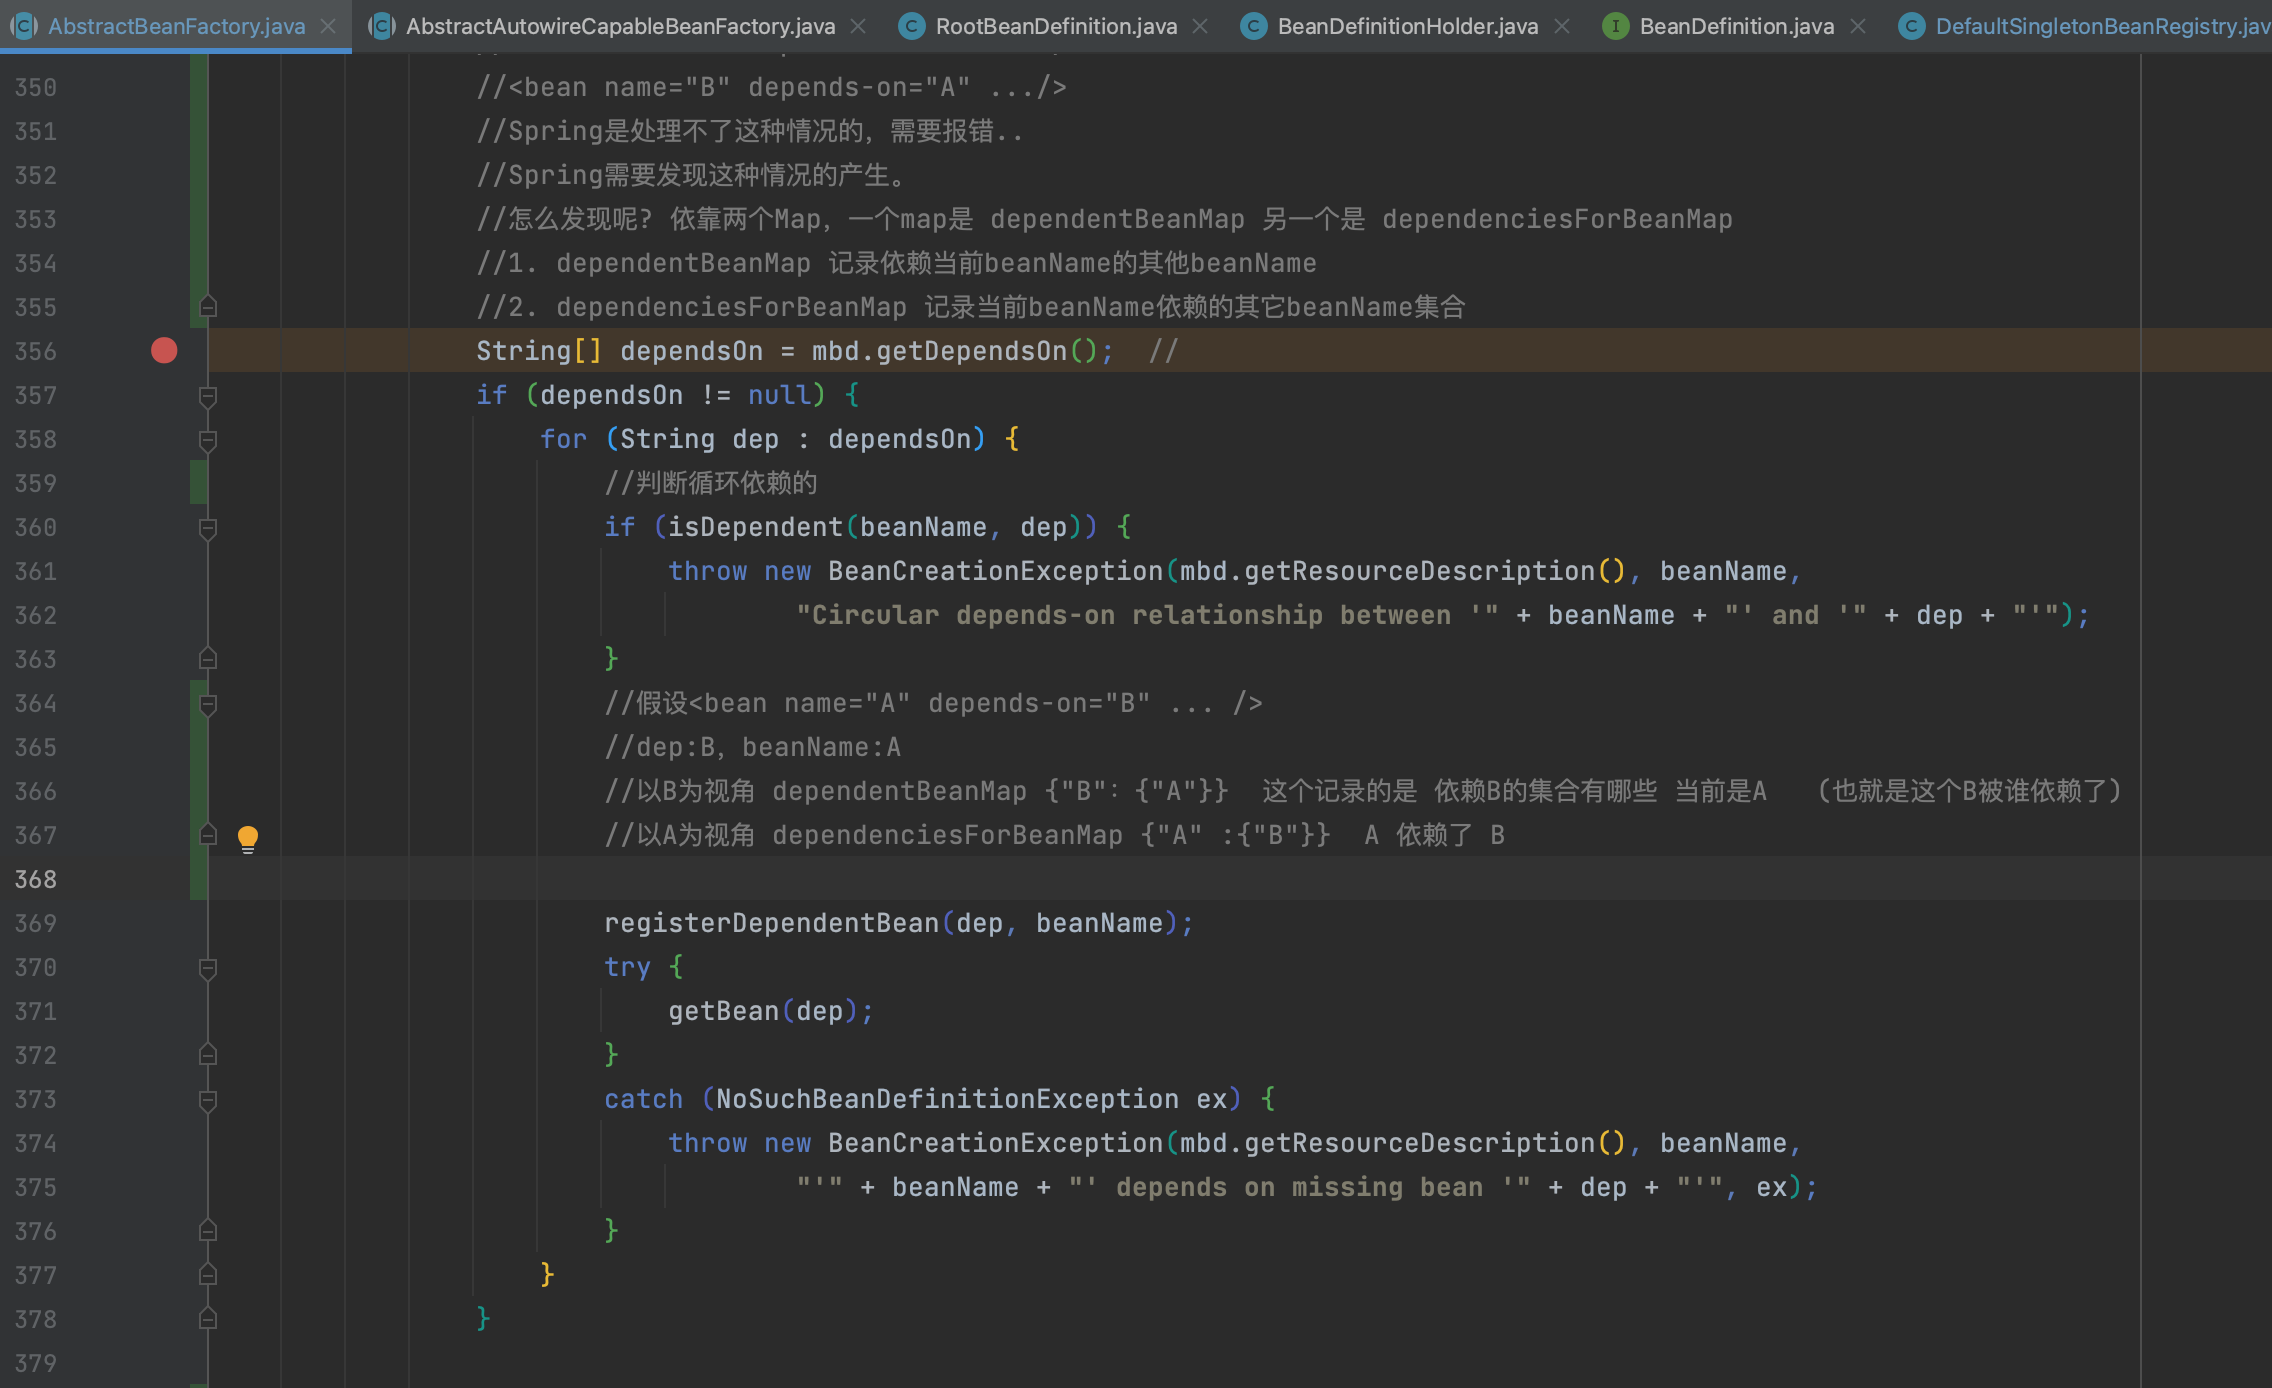 AbstractBeanFactory.java AbstractAutowireCapableBeanFactory.java RootBeanDefinition.java BeanDefinitionHolder.java BeanDefinition.java DefaultSingletonBeanRegistry.jav
350 //<bean name="B" depends-on="A" .../>
351 //Spring是处理不了这种情况的，需要报错..
352 //Spring需要发现这种情况的产生。
353 //怎么发现呢? 依靠两个Map，一个map是 dependentBeanMap 另一个是 dependenciesForBeanMap
354 //1. dependentBeanMap 记录依赖当前beanName的其他beanName
355 //2. dependenciesForBeanMap 记录当前beanName依赖的其它beanName集合
356 String[] dependsOn = mbd.getDependsOn(); //
357 if (dependsOn != null) {
358 for (String dep : dependsOn) {
359 //判断循环依赖的
360 if (isDependent(beanName, dep)) {
361 throw new BeanCreationException(mbd.getResourceDescription(), beanName,
362 "Circular depends-on relationship between '" + beanName + "' and '" + dep + "'");
363 }
364 //假设<bean name="A" depends-on="B" ... />
365 //dep:B，beanName:A
366 //以B为视角 dependentBeanMap {"B"：{"A"}} 这个记录的是 依赖B的集合有哪些 当前是A （也就是这个B被谁依赖了）
367 //以A为视角 dependenciesForBeanMap {"A" :{"B"}} A 依赖了 B
368
369 registerDependentBean(dep, beanName);
370 try {
371 getBean(dep);
372 }
373 catch (NoSuchBeanDefinitionException ex) {
374 throw new BeanCreationException(mbd.getResourceDescription(), beanName,
375 "'" + beanName + "' depends on missing bean '" + dep + "'", ex);
376 }
377 }
378 }
379